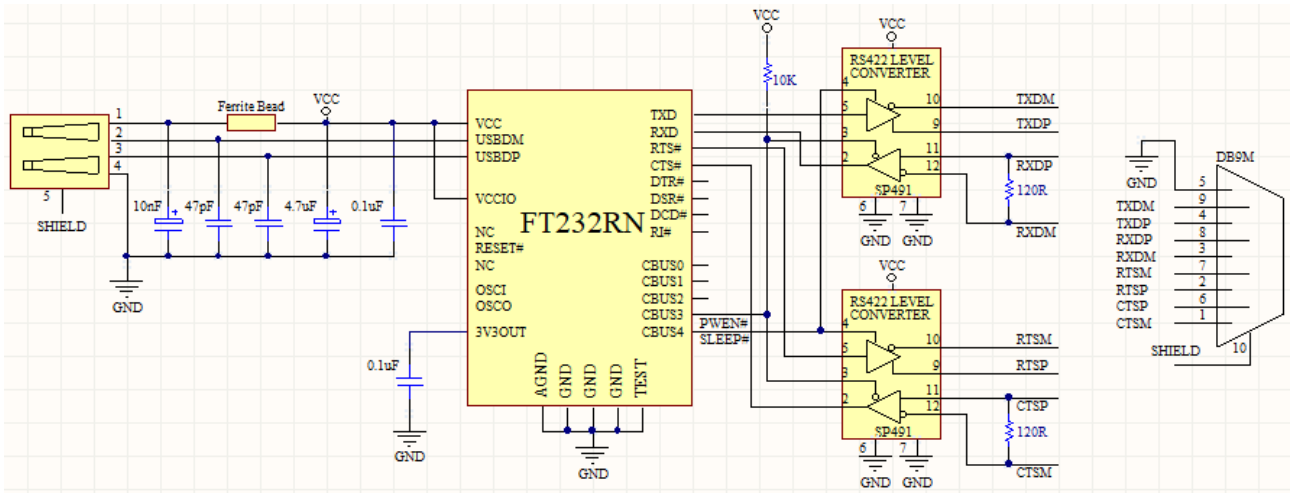 1
2
3
4
5
SHIELD
Ferrite Bead
VCC
10nF
+
47pF
47pF
4.7uF
+
0.1uF
GND
0.1uF
GND
VCC
USBDM
USBDP
VCCIO
NC
RESET#
NC
OSCI
OSCO
3V3OUT
FT232RN
TXD
RXD
RTS#
CTS#
DTR#
DSR#
DCD#
RI#
CBUS0
CBUS1
CBUS2
CBUS3
CBUS4
AGND
GND
GND
GND
TEST
GND
PWEN#
SLEEP#
VCC
10K
VCC
RS422 LEVEL
CONVERTER
4
5
3
2
10
9
11
12
SP491
6
7
GND
GND
TXDM
TXDP
RXDP
120R
RXDM
VCC
RS422 LEVEL
CONVERTER
4
5
3
2
10
9
11
12
SP491
6
7
GND
GND
RTSM
RTSP
CTSP
120R
CTSM
GND
DB9M
5
TXDM 9
TXDP 4
RXDP 8
RXDM 3
RTSM 7
RTSP 2
CTSP 6
CTSM 1
SHIELD
10